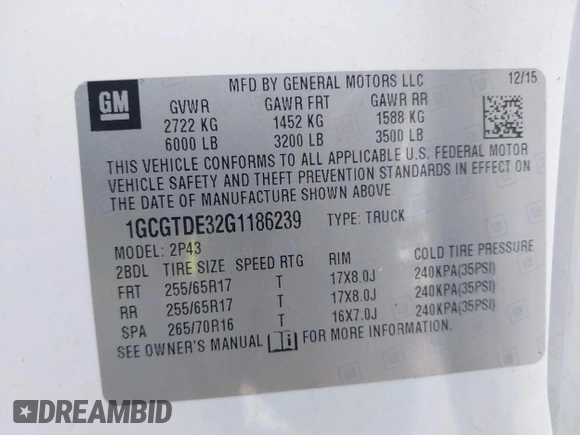 GM
MFD BY GENERAL MOTORS LLC 12/15
GVWR GAWR FRT GAWR RR
2722 KG 1452 KG 1588 KG
6000 LB 3200 LB 3500 LB
THIS VEHICLE CONFORMS TO ALL APPLICABLE U.S. FEDERAL MOTOR
VEHICLE SAFETY AND THEFT PREVENTION STANDARDS IN EFFECT ON
THE DATE OF MANUFACTURE SHOWN ABOVE.
1GCGTDE32G1186239 TYPE: TRUCK
MODEL: 2P43
2BDL TIRE SIZE SPEED RTG RIM COLD TIRE PRESSURE
FRT 255/65R17 T 17X8.0J 240KPA(35PSI)
RR 255/65R17 T 17X8.0J 240KPA(35PSI)
SPA 265/70R16 T 16X7.0J 240KPA(35PSI)
SEE OWNER'S MANUAL FOR MORE INFORMATION.
DREAMBID